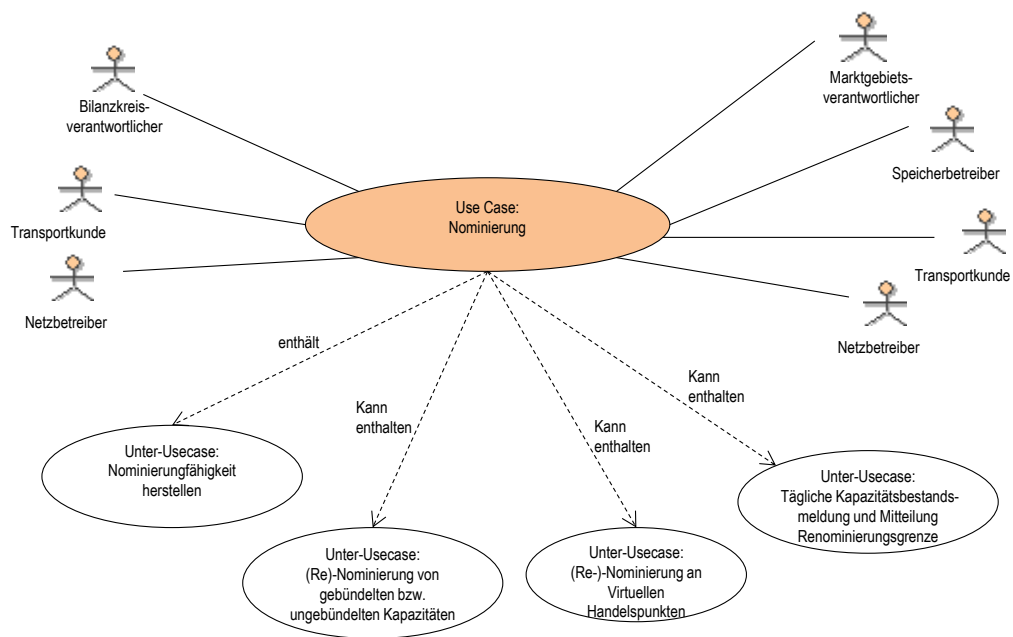 Bilanzkreis-
verantwortlicher
Transportkunde
Netzbetreiber
Marktgebiets-
verantwortlicher
Speicherbetreiber
Transportkunde
Netzbetreiber
Use Case:
Nominierung
enthält
Kann
enthalten
Kann
enthalten
Kann
enthalten
Unter-Usecase:
Nominierungfähigkeit
herstellen
Unter-Usecase:
(Re)-Nominierung von
gebündelten bzw.
ungebündelten Kapazitäten
Unter-Usecase:
(Re-)-Nominierung an
Virtuellen
Handelspunkten
Unter-Usecase:
Tägliche Kapazitätsbestands-
meldung und Mitteilung
Renominierungsgrenze